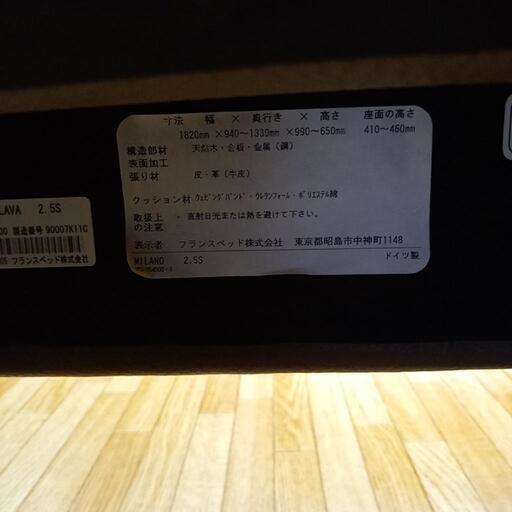 寸法 幅 × 奥行き × 高さ 座面の高さ
1820mm ×940~1330mm ×990~650mm 410~460mm
構造部材 天然木・合板・金属（鋼）
表面加工
張り材 皮・革（牛皮）
クッション材 ウェビングバンド・ウレタンフォーム・ポリエステル綿
取扱上の注意 ・直射日光または熱を避けて下さい。
表示者 フランスベッド株式会社 東京都昭島市中神町1148
MILANO 2.5S ドイツ製
LAVA 2.5S
00 製造番号 90007K11C
05 フランスベッド株式会社